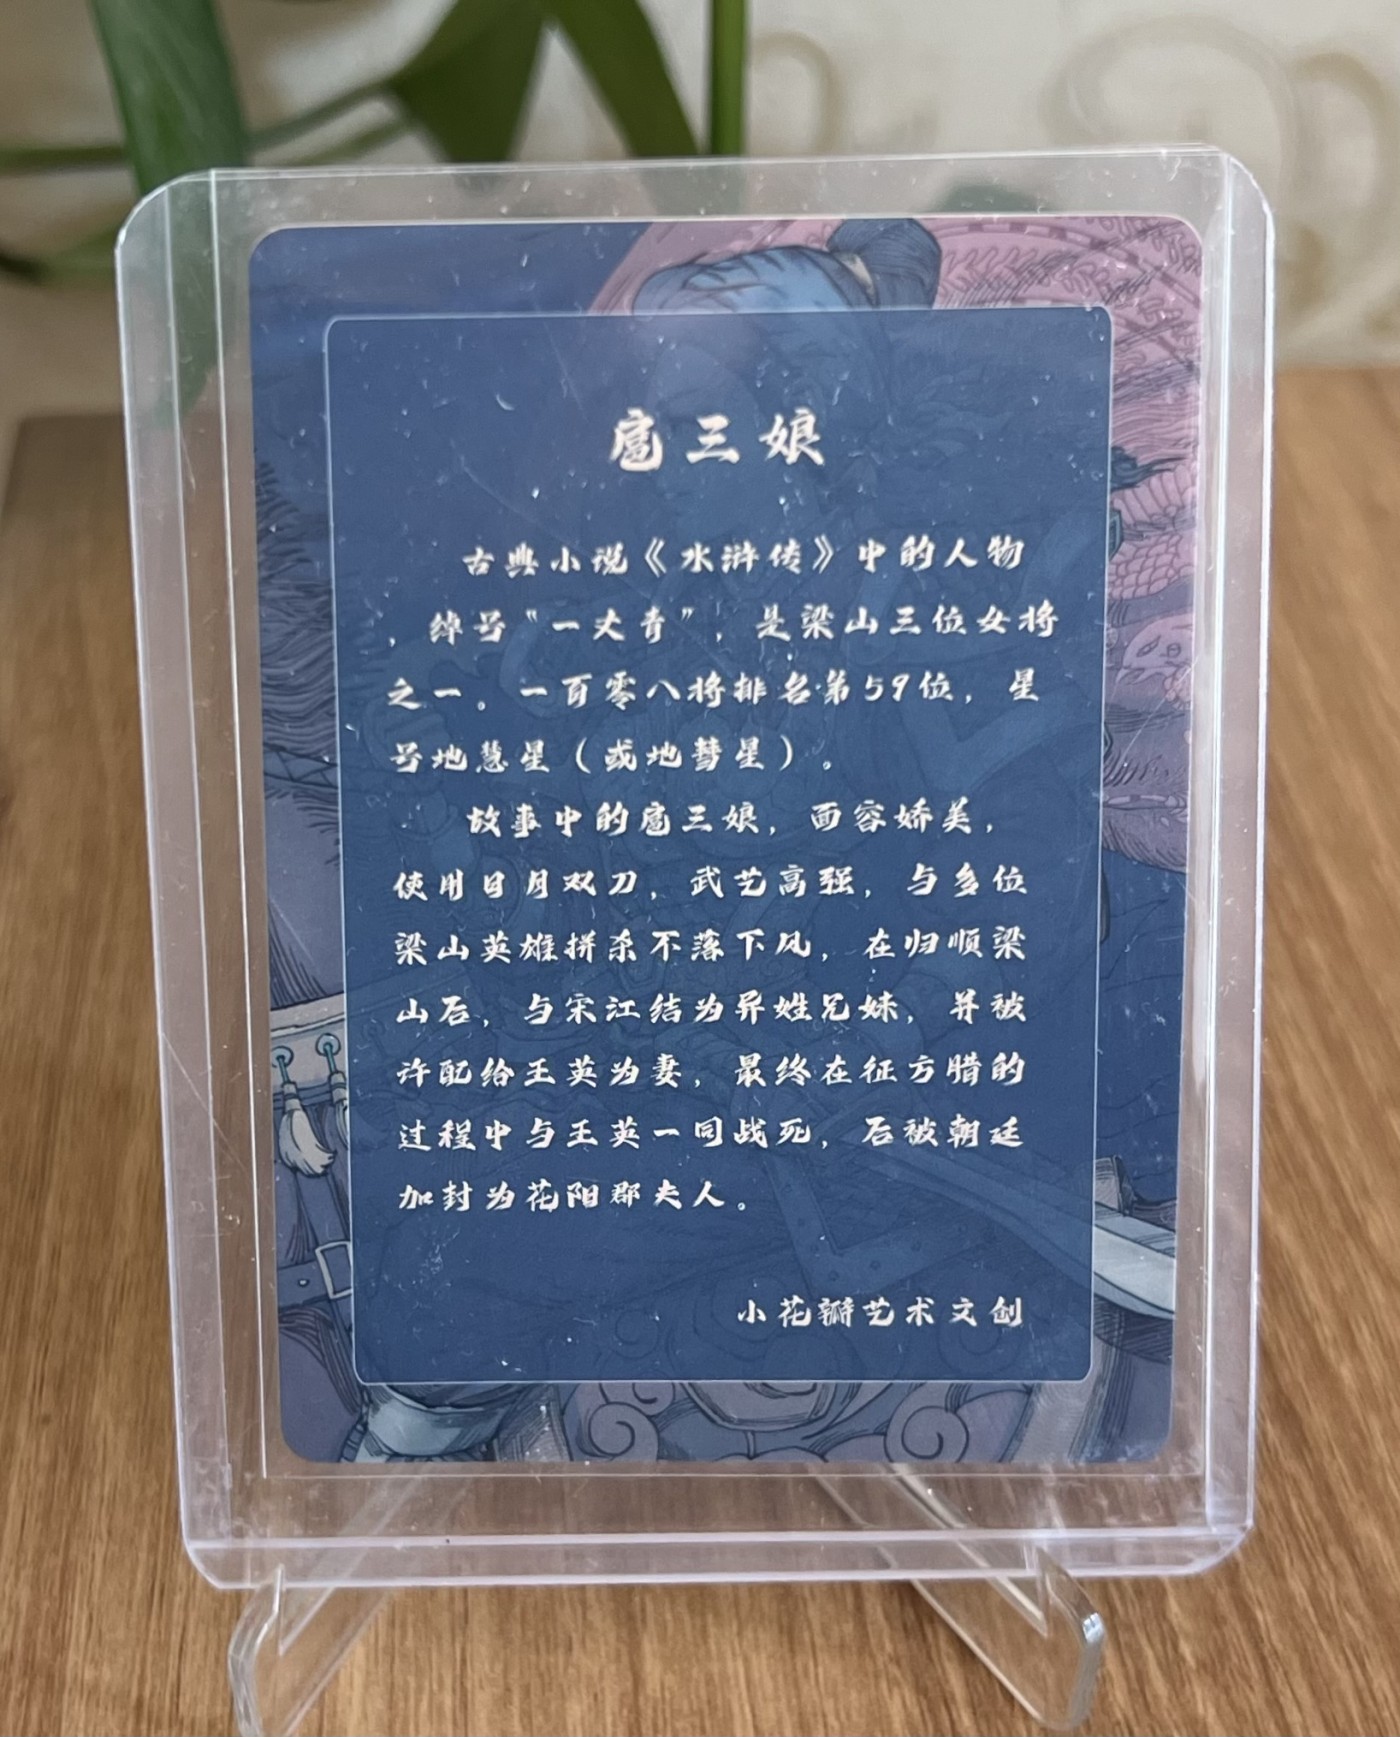 扈三娘
古典小说《水浒传》中的人物
，绰号“一丈青”，是梁山三位女将
之一。一百零八将排名第59位，星
号地慧星（或地彗星）。
故事中的扈三娘，面容娇美，
使用日月双刀，武艺高强，与多位
梁山英雄拼杀不落下风，在归顺梁
山后，与宋江结为异姓兄妹，并被
许配给王英为妻，最终在征方腊的
过程中与王英一同战死，后被朝廷
加封为花阳郡夫人。
小花瓣艺术文创